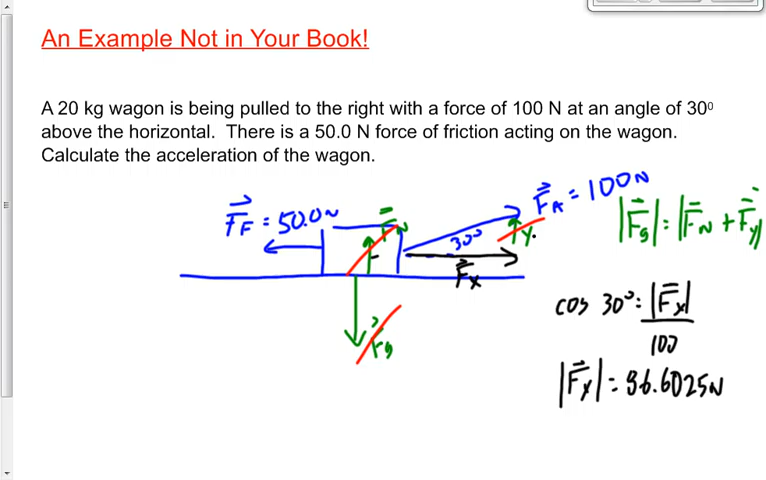 An Example Not in Your Book!
A 20 kg wagon is being pulled to the right with a force of 100 N at an angle of 30⁰
above the horizontal. There is a 50.0 N force of friction acting on the wagon.
Calculate the acceleration of the wagon.
F⃗F = 50.0N
F⃗N
F⃗A = 100N
30°
Fy
F⃗x
F⃗g
|F⃗g| = |F⃗N + F⃗y|
cos 30° = |F⃗x|
100
|F⃗x| = 86.6025N